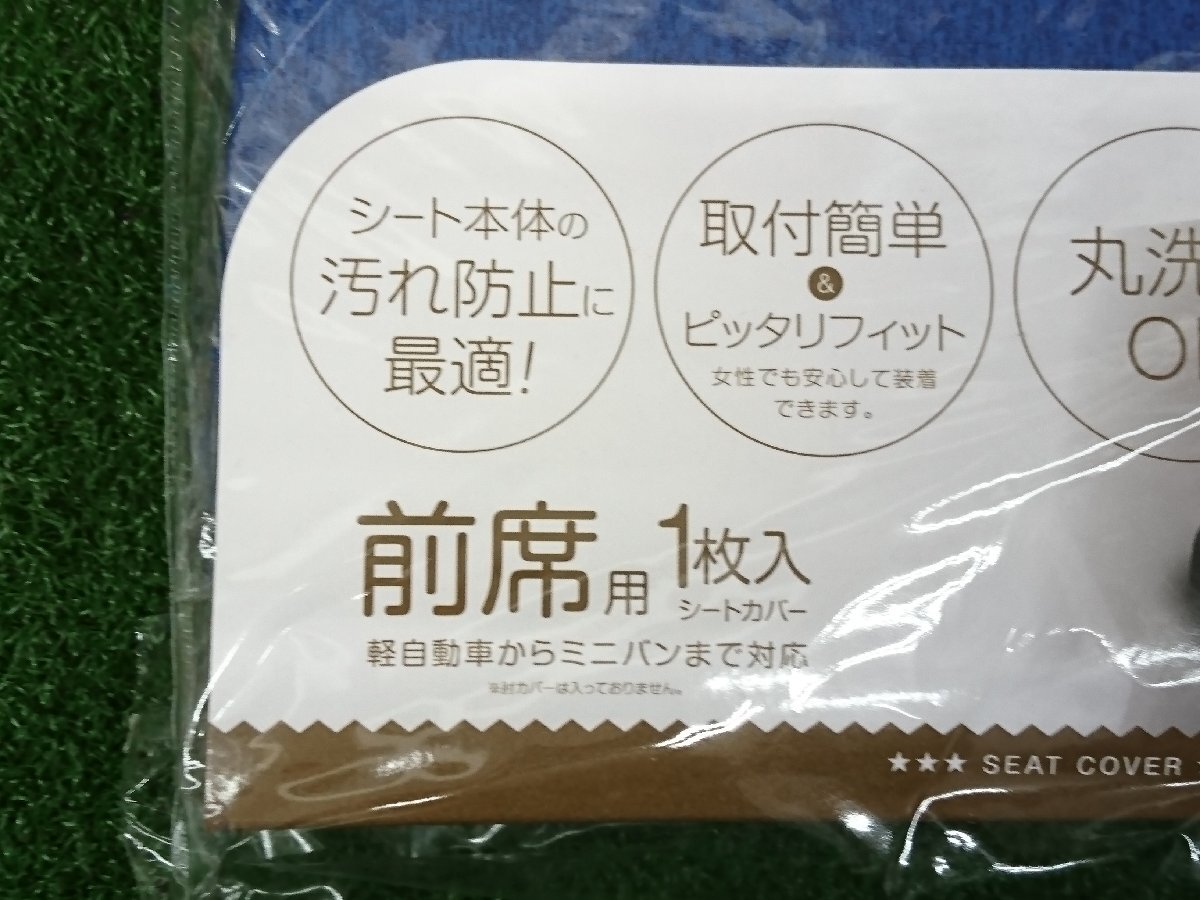 シート本体の
汚れ防止に
最適!
取付簡単
&
ピッタリフィット
女性でも安心して装着
できます。
丸洗
O
前席用 1枚入
シートカバー
軽自動車からミニバンまで対応
※肘カバーは入っておりません。
★★★ SEAT COVER